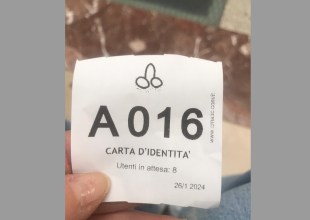 A 016
CARTA D'IDENTITA'
Utenti in attesa: 8
26/1 2024